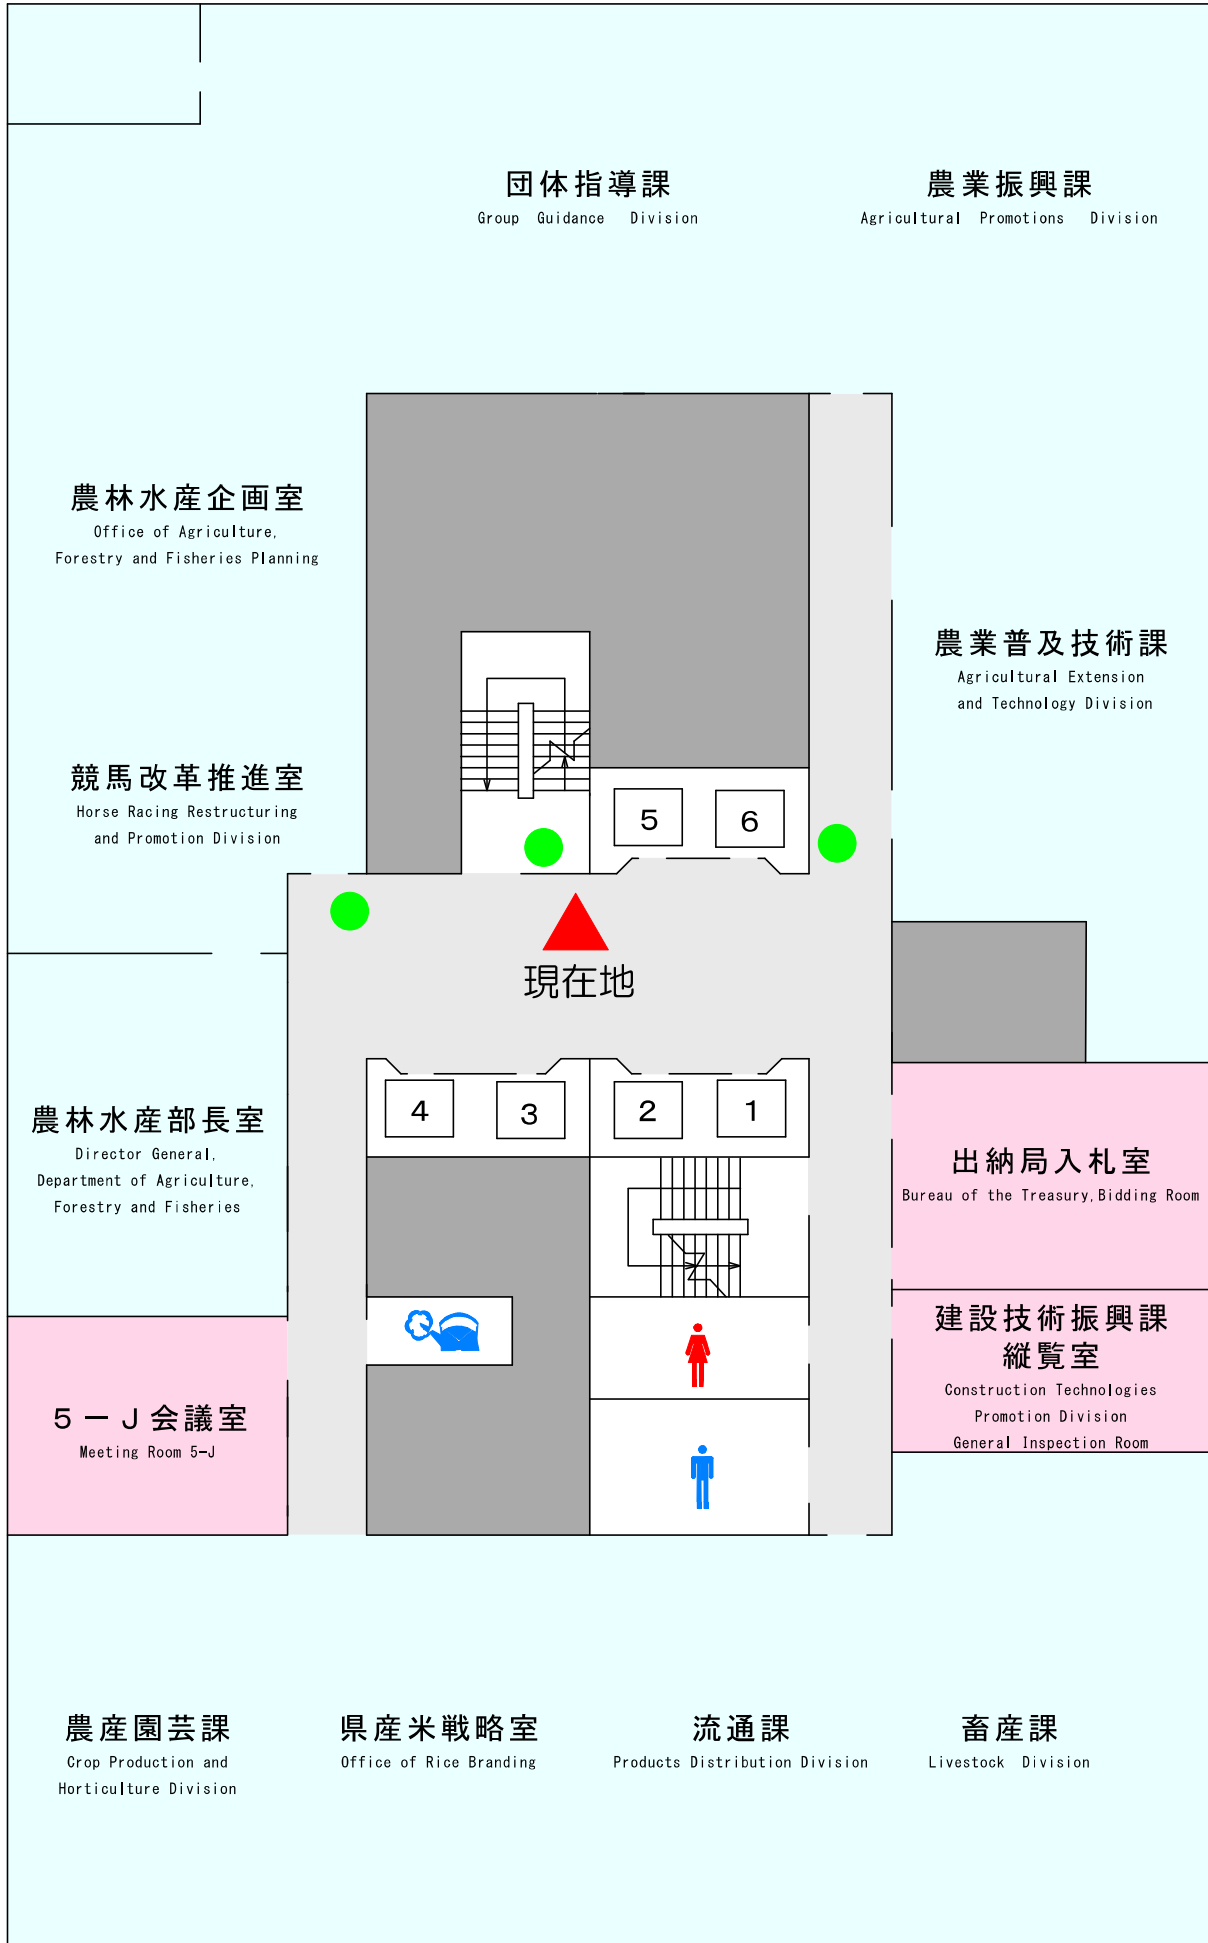 団体指導課
Group Guidance Division
農業振興課
Agricultural Promotions Division
農林水産企画室
Office of Agriculture,
Forestry and Fisheries Planning
農業普及技術課
Agricultural Extension
and Technology Division
競馬改革推進室
Horse Racing Restructuring
and Promotion Division
5
6
現在地
農林水産部長室
Director General,
Department of Agriculture,
Forestry and Fisheries
4
3
2
1
出納局入札室
Bureau of the Treasury,Bidding Room
建設技術振興課
縦覧室
Construction Technologies
Promotion Division
General Inspection Room
5-J会議室
Meeting Room 5-J
農産園芸課
Crop Production and
Horticulture Division
県産米戦略室
Office of Rice Branding
流通課
Products Distribution Division
畜産課
Livestock Division